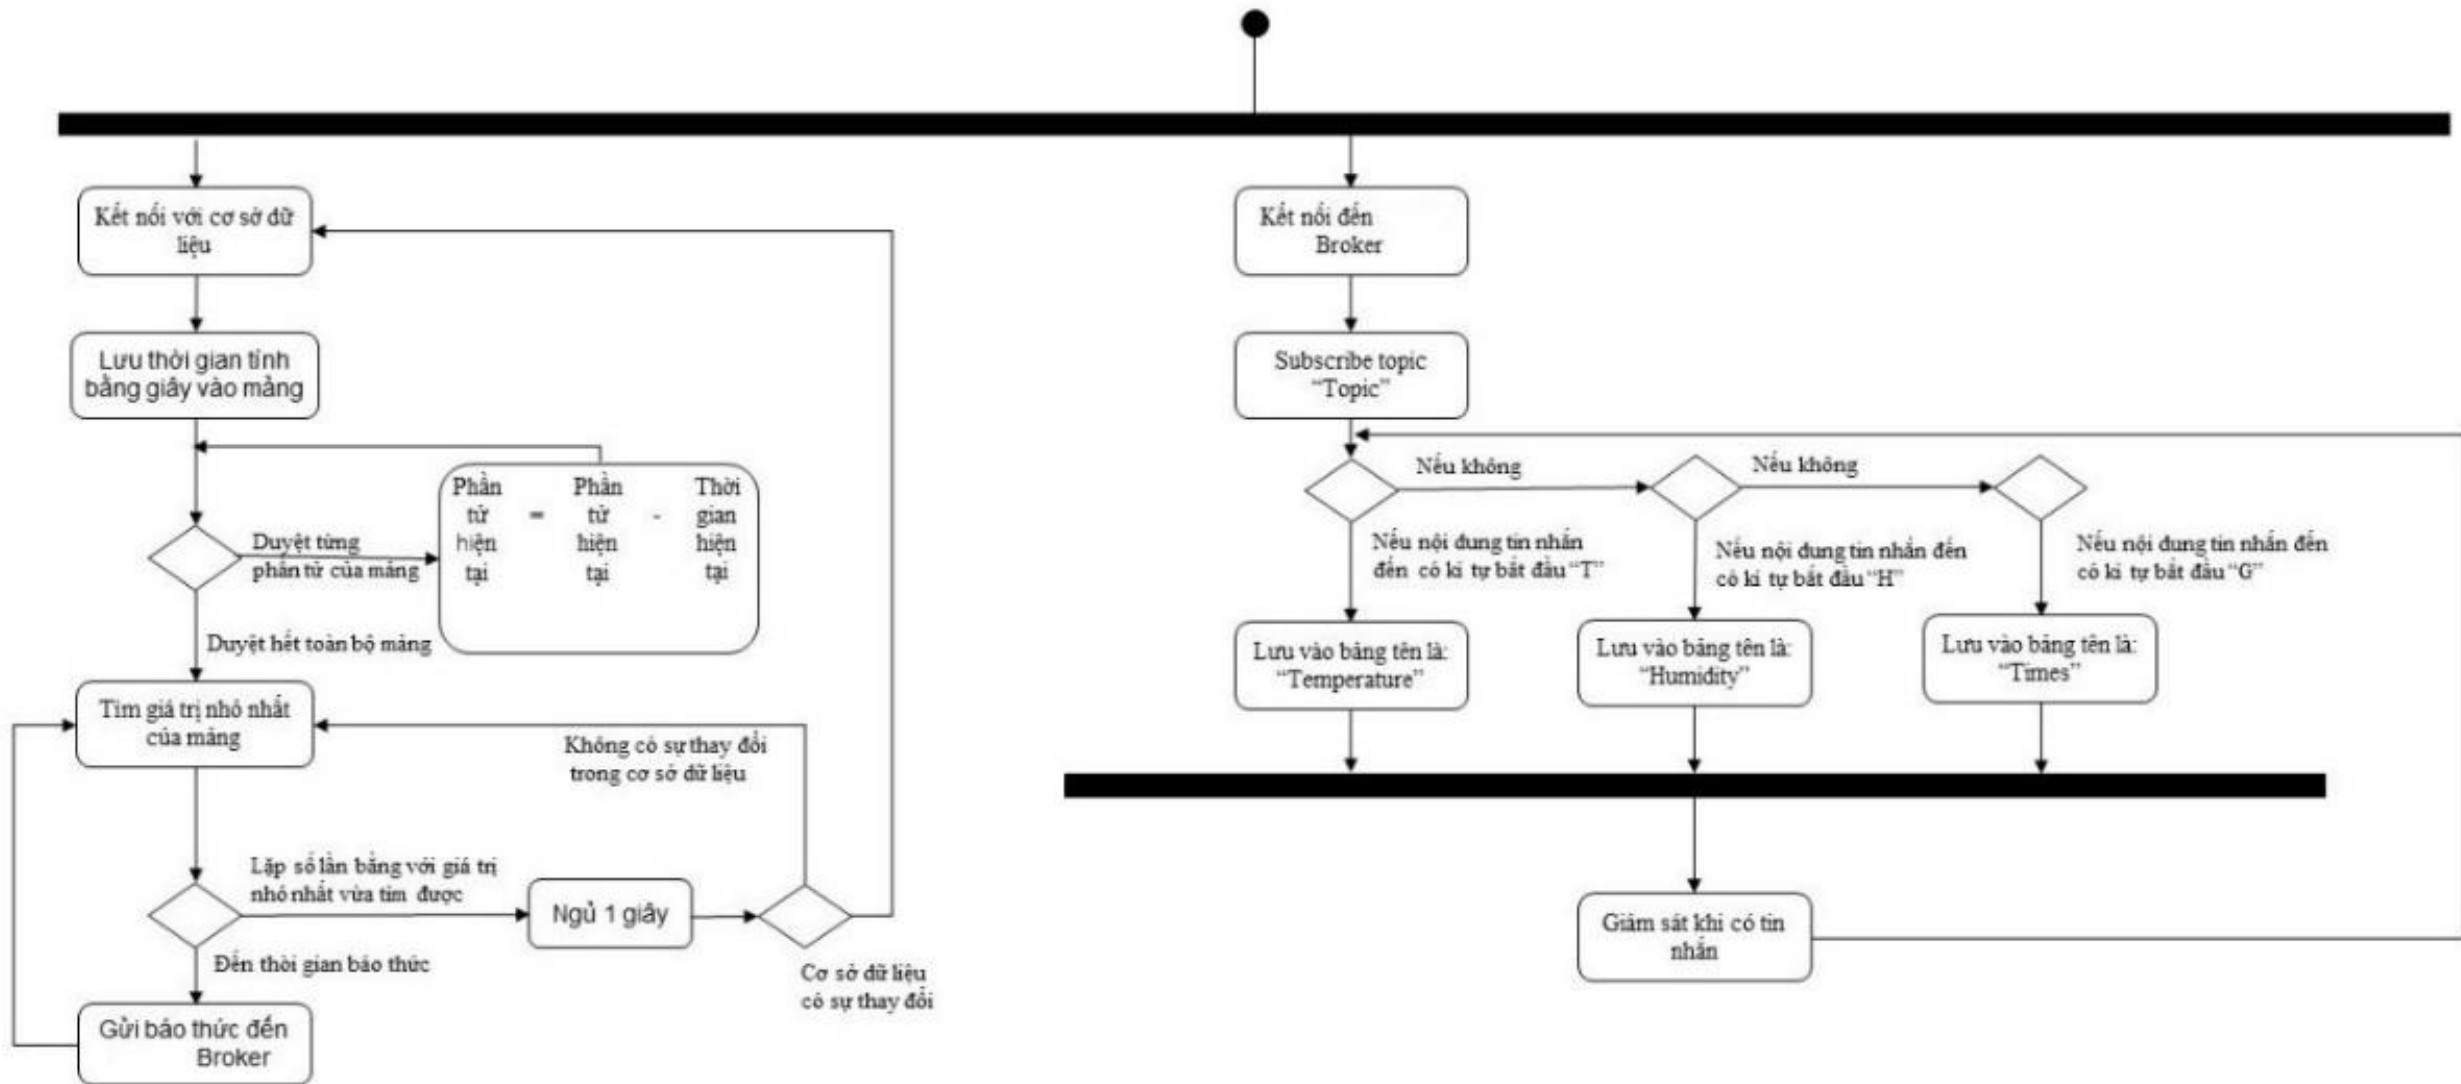 Kết nối với cơ sở dữ
liệu
Lưu thời gian tính
bằng giây vào mảng
Phần
tử
hiện
tại
=
Phần
tử
hiện
tại
-
Thời
gian
hiện
tại
Duyệt từng
phần tử của mảng
Duyệt hết toàn bộ mảng
Tìm giá trị nhỏ nhất
của mảng
Không có sự thay đổi
trong cơ sở dữ liệu
Lặp số lần bằng với giá trị
nhỏ nhất vừa tìm được
Ngủ 1 giây
Đến thời gian báo thức
Cơ sở dữ liệu
có sự thay đổi
Gửi báo thức đến
Broker
Kết nối đến
Broker
Subscribe topic
“Topic”
Nếu không
Nếu không
Nếu nội dung tin nhắn
đến có kí tự bắt đầu “T”
Nếu nội dung tin nhắn đến
có kí tự bắt đầu “H”
Nếu nội dung tin nhắn đến
có kí tự bắt đầu “G”
Lưu vào bảng tên là:
“Temperature”
Lưu vào bảng tên là:
“Humidity”
Lưu vào bảng tên là:
“Times”
Giám sát khi có tin
nhắn